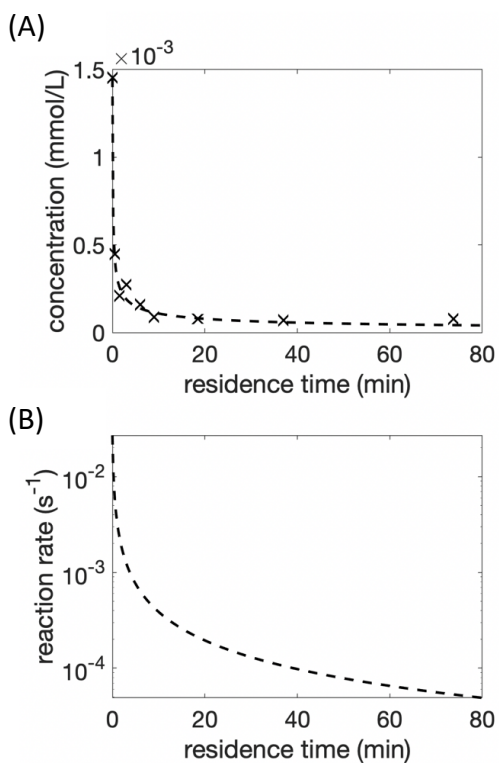 (A)
×10⁻³
1.5
1
0.5
0
concentration (mmol/L)
0 20 40 60 80
residence time (min)
(B)
10⁻²
10⁻³
10⁻⁴
reaction rate (s⁻¹)
0 20 40 60 80
residence time (min)